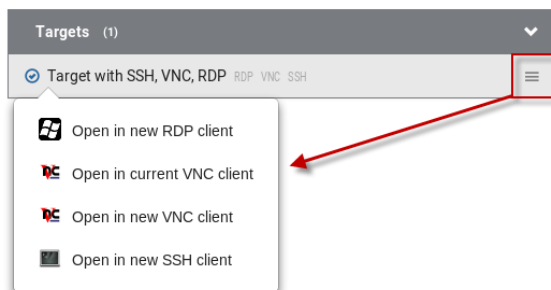 Targets (1)
Target with SSH, VNC, RDP RDP VNC SSH
Open in new RDP client
Open in current VNC client
Open in new VNC client
Open in new SSH client